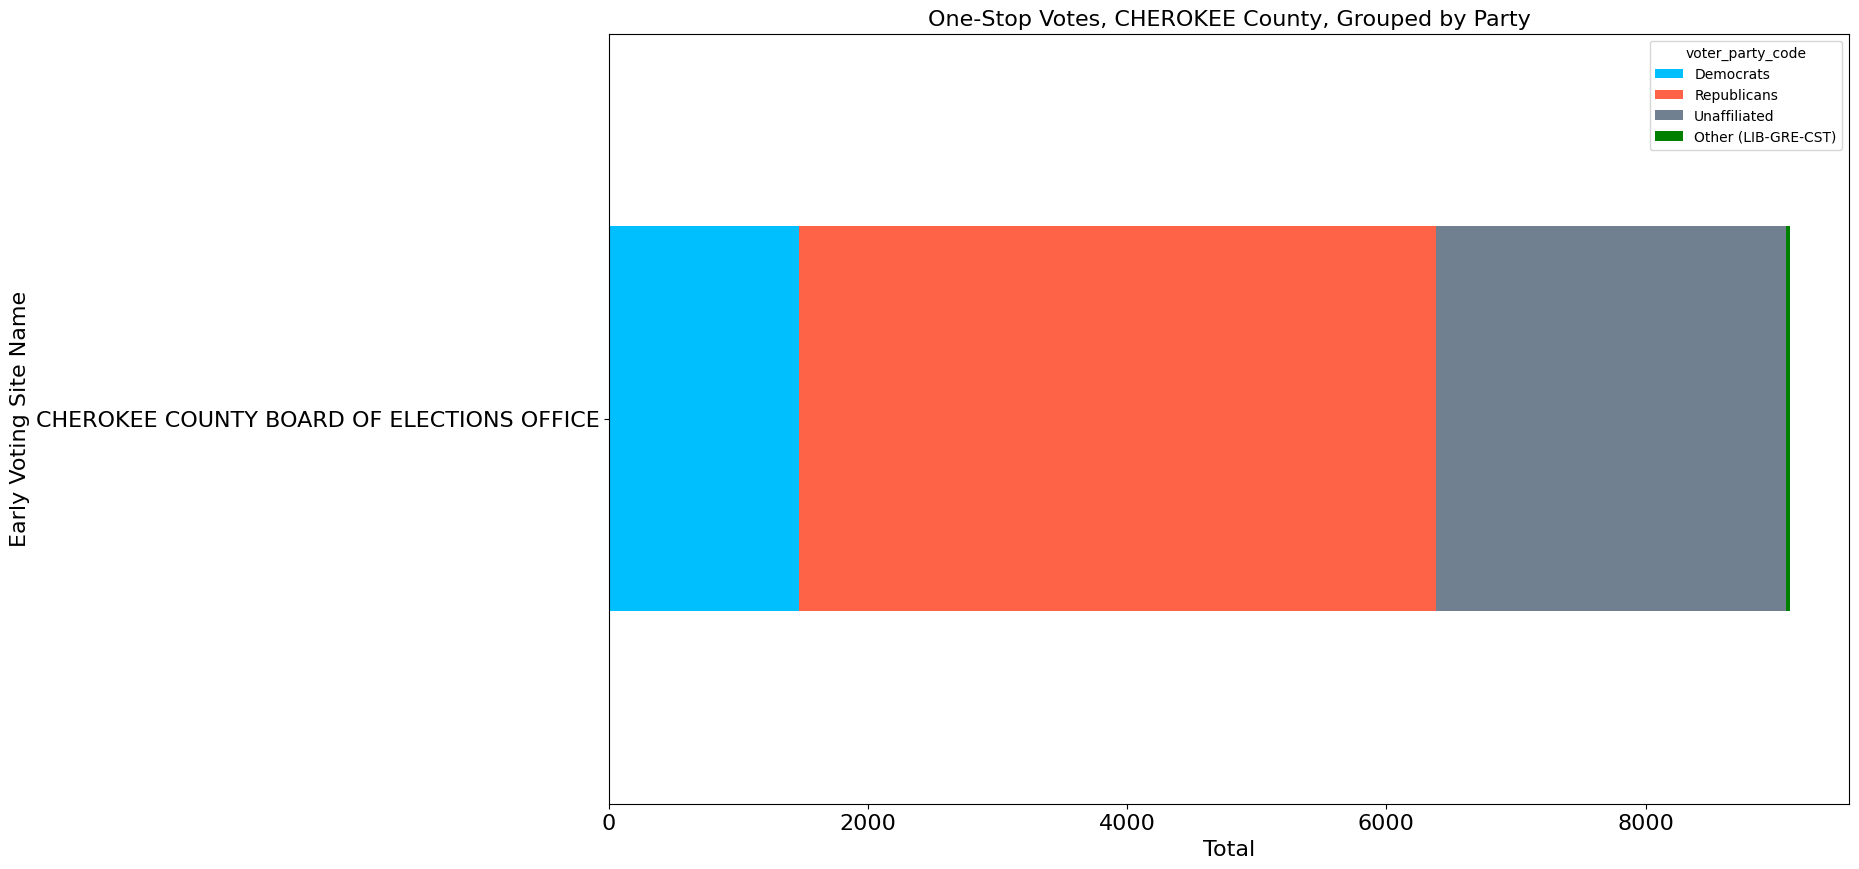 One-Stop Votes, CHEROKEE County, Grouped by Party
voter_party_code
Democrats
Republicans
Unaffiliated
Other (LIB-GRE-CST)
Early Voting Site Name
CHEROKEE COUNTY BOARD OF ELECTIONS OFFICE
0 2000 4000 6000 8000
Total